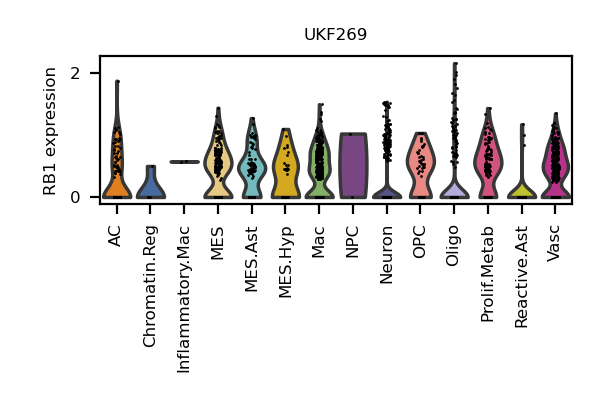 UKF269
RB1 expression
2
0
AC
Chromatin.Reg
Inflammatory.Mac
MES
MES.Ast
MES.Hyp
Mac
NPC
Neuron
OPC
Oligo
Prolif.Metab
Reactive.Ast
Vasc